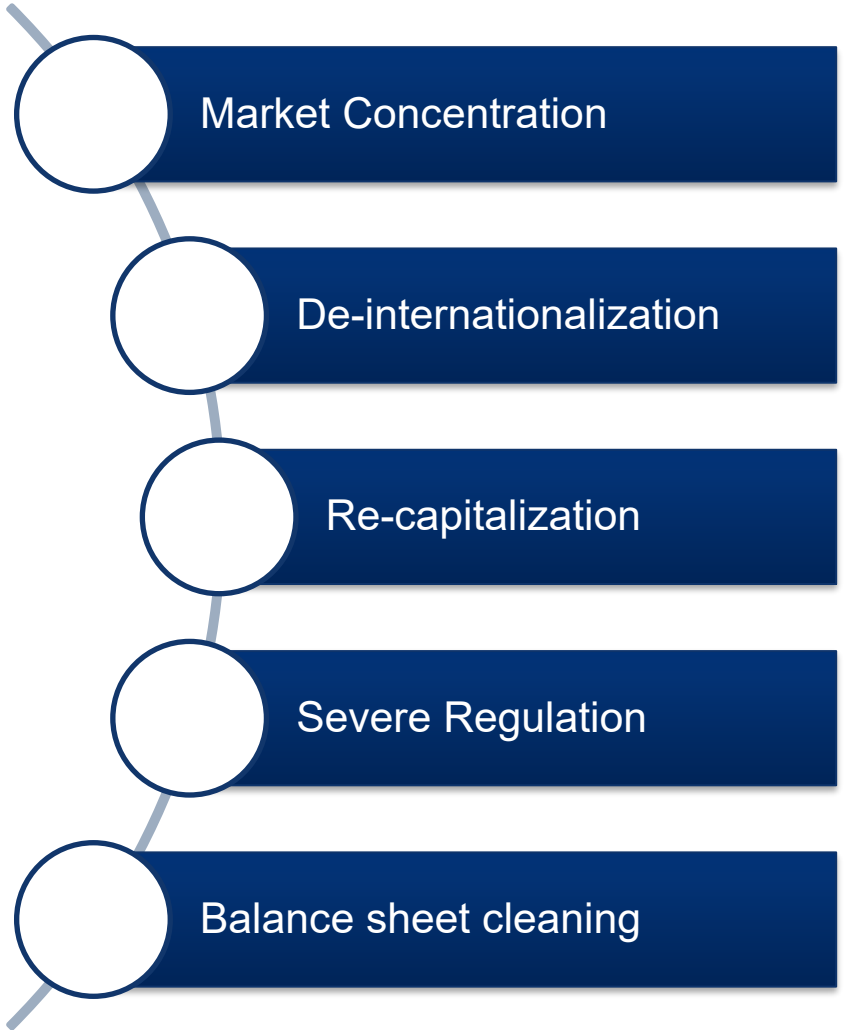 Market Concentration
De-internationalization
Re-capitalization
Severe Regulation
Balance sheet cleaning